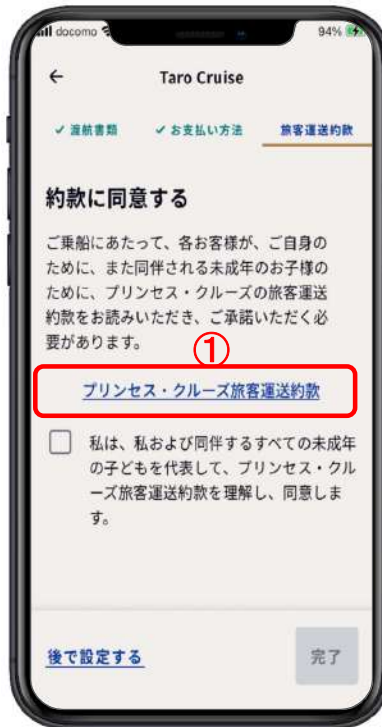 docomo
94%
← Taro Cruise
✓ 渡航書類 ✓ お支払い方法 旅客運送約款
約款に同意する
ご乗船にあたって、各お客様が、ご自身の
ために、また同伴される未成年のお子様の
ために、プリンセス・クルーズの旅客運送
約款をお読みいただき、ご承諾いただく必
要があります。
①
プリンセス・クルーズ旅客運送約款
私は、私および同伴するすべての未成年
の子どもを代表して、プリンセス・クル
ーズ旅客運送約款を理解し、同意しま
す。
後で設定する 完了